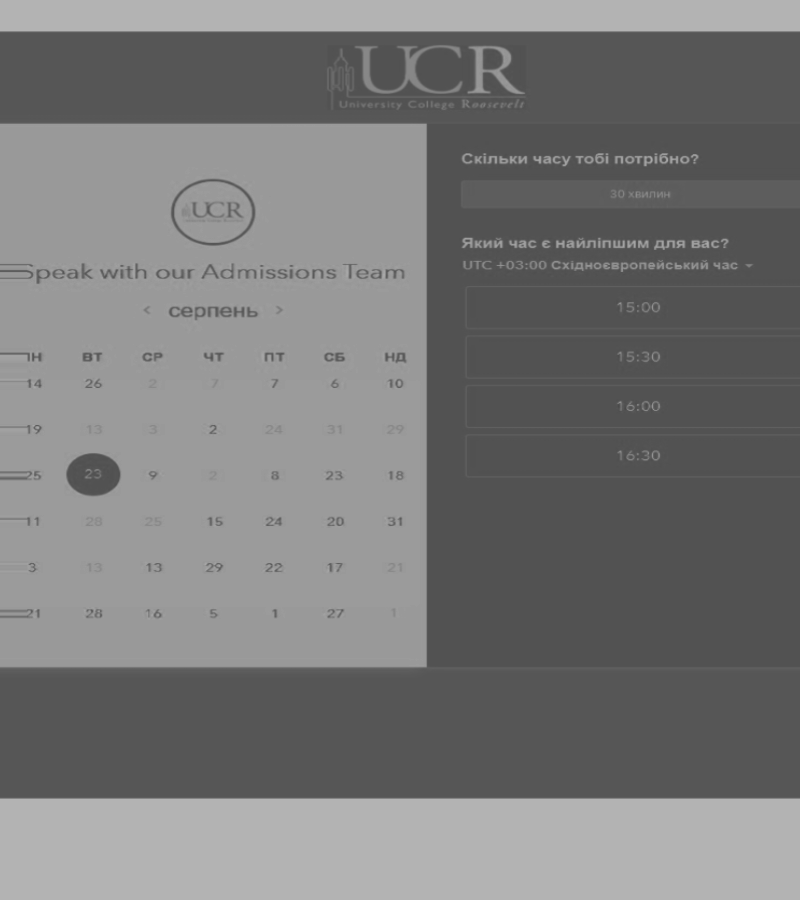 UCR
University College Roosevelt
UCR
Speak with our Admissions Team
< серпень >
ПН ВТ СР ЧТ ПТ СБ НД
14 26 2 7 7 6 10
19 13 3 2 24 31 29
25 23 9 2 8 23 18
11 28 25 15 24 20 31
3 13 13 29 22 17 21
21 28 16 5 1 27 1
Скільки часу тобі потрібно?
30 хвилин
Який час є найліпшим для вас?
UTC +03:00 Східноєвропейський час
15:00
15:30
16:00
16:30